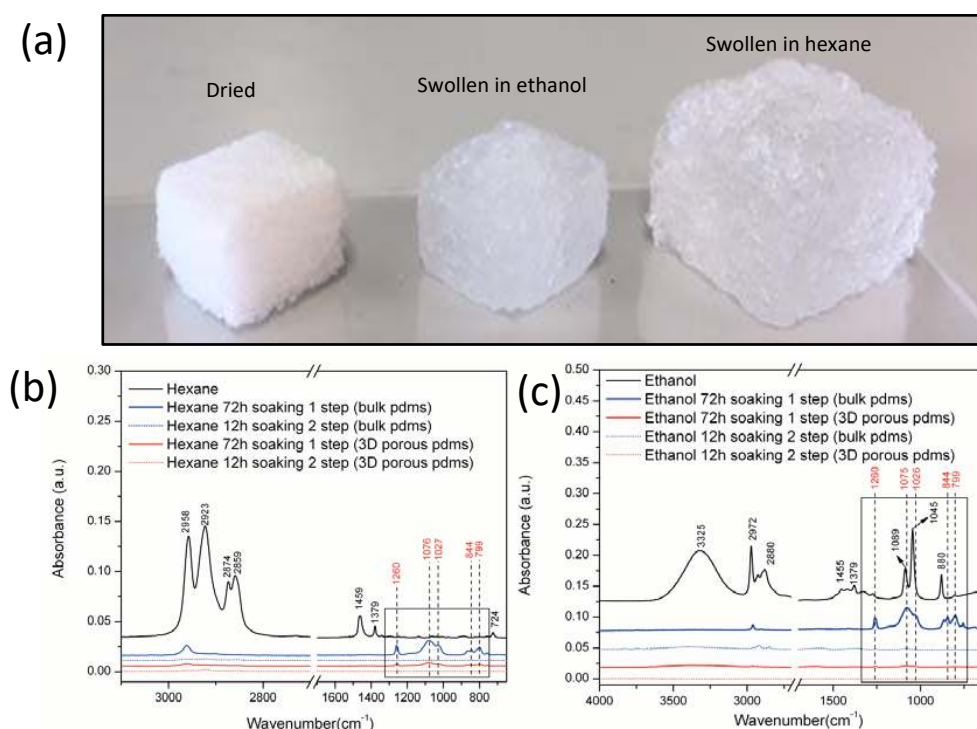 (a)
Dried
Swollen in ethanol
Swollen in hexane
(b)
0.30
0.25
0.20
0.15
0.10
0.05
0.00
Absorbance (a.u.)
Hexane
Hexane 72h soaking 1 step (bulk pdms)
Hexane 12h soaking 2 step (bulk pdms)
Hexane 72h soaking 1 step (3D porous pdms)
Hexane 12h soaking 2 step (3D porous pdms)
2958
2923
2874
2859
1459
1379
1260
1076
1027
844
799
724
3000 2800 1600 1400 1200 1000 800
Wavenumber(cm⁻¹)
(c)
0.50
0.45
0.40
0.35
0.30
0.25
0.20
0.15
0.10
0.05
0.00
Absorbance (a.u.)
Ethanol
Ethanol 72h soaking 1 step (bulk pdms)
Ethanol 72h soaking 1 step (3D porous pdms)
Ethanol 12h soaking 2 step (bulk pdms)
Ethanol 12h soaking 2 step (3D porous pdms)
3325
2972
2880
1455
1379
1260
1089
1075
1026
1045
880
844
799
4000 3500 3000 1500 1000
Wavenumber(cm⁻¹)